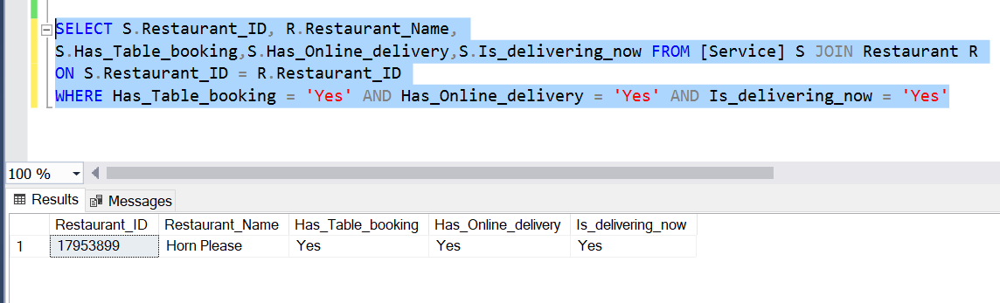 SELECT S.Restaurant_ID, R.Restaurant_Name,
S.Has_Table_booking,S.Has_Online_delivery,S.Is_delivering_now FROM [Service] S JOIN Restaurant R
ON S.Restaurant_ID = R.Restaurant_ID
WHERE Has_Table_booking = 'Yes' AND Has_Online_delivery = 'Yes' AND Is_delivering_now = 'Yes'
100 %
Results Messages
Restaurant_ID Restaurant_Name Has_Table_booking Has_Online_delivery Is_delivering_now
1 17953899 Horn Please Yes Yes Yes